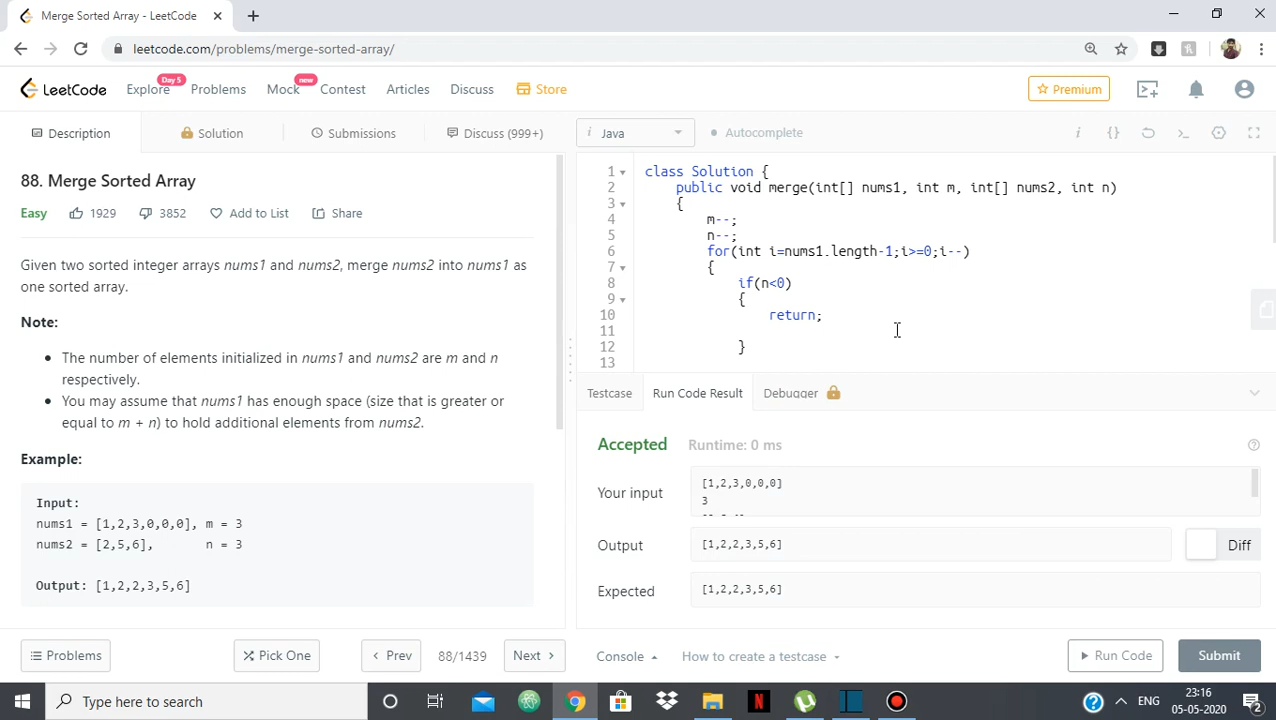 Merge Sorted Array - LeetCode
leetcode.com/problems/merge-sorted-array/
LeetCode Explore Day 5 Problems Mock new Contest Articles Discuss Store Premium
Description Solution Submissions Discuss (999+)
i Java Autocomplete
88. Merge Sorted Array
Easy 1929 3852 Add to List Share
Given two sorted integer arrays nums1 and nums2, merge nums2 into nums1 as
one sorted array.
Note:
• The number of elements initialized in nums1 and nums2 are m and n
respectively.
• You may assume that nums1 has enough space (size that is greater or
equal to m + n) to hold additional elements from nums2.
Example:
Input:
nums1 = [1,2,3,0,0,0], m = 3
nums2 = [2,5,6],       n = 3
Output: [1,2,2,3,5,6]
Problems Pick One Prev 88/1439 Next
1 class Solution {
2 public void merge(int[] nums1, int m, int[] nums2, int n)
3 {
4 m--;
5 n--;
6 for(int i=nums1.length-1;i>=0;i--)
7 {
8 if(n<0)
9 {
10 return;
11
12 }
13
Testcase Run Code Result Debugger
Accepted Runtime: 0 ms
Your input
[1,2,3,0,0,0]
3
Output [1,2,2,3,5,6] Diff
Expected [1,2,2,3,5,6]
Console How to create a testcase Run Code Submit
Type here to search
ENG
23:16
05-05-2020
2